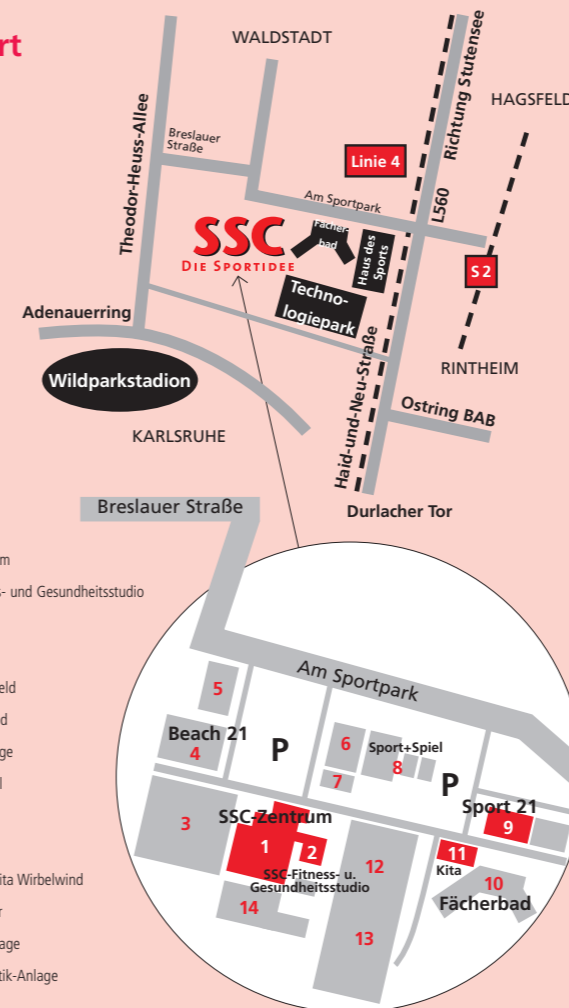 rt
WALDSTADT
HAGSFELD
Richtung Stutensee
Theodor-Heuss-Allee
Breslauer
Straße
Linie 4
L560
Am Sportpark
SSC
DIE SPORTIDEE
Fächer-
bad
Haus des
Sports
S 2
Techno-
logiepark
Adenauerring
Wildparkstadion
KARLSRUHE
Haid-und-Neu-Straße
RINTHEIM
Ostring BAB
Durlacher Tor
Breslauer Straße
m
s- und Gesundheitsstudio
eld
d
ge
l
ita Wirbelwind
r
age
tik-Anlage
Am Sportpark
5
Beach 21
4
P
6
7
Sport+Spiel
8
P
Sport 21
9
3
SSC-Zentrum
1
2
SSC-Fitness- u.
Gesundheitsstudio
12
11
Kita
10
Fächerbad
14
13